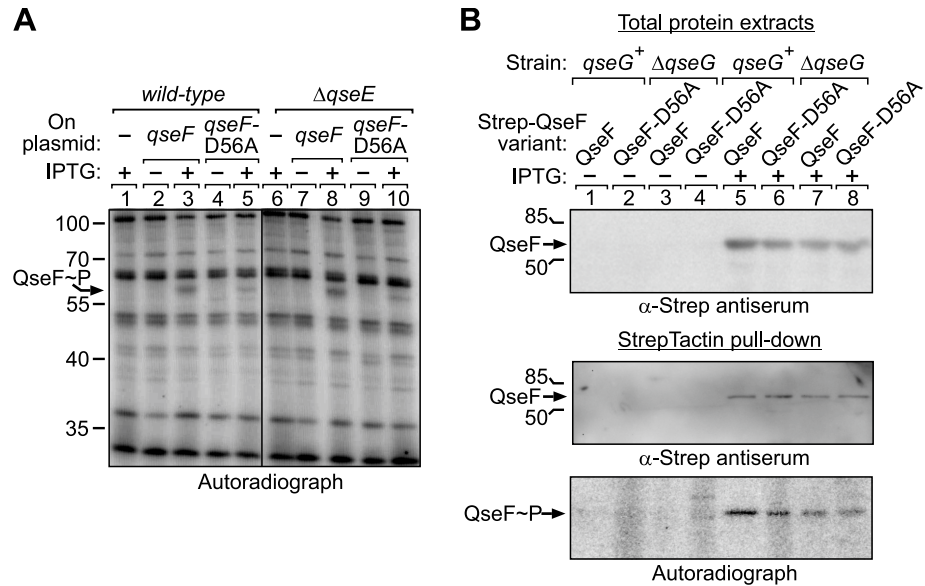 A
wild-type
ΔqseE
On plasmid:
– qseF qseF-D56A – qseF qseF-D56A
IPTG: + – + – + + – + – +
1 2 3 4 5 6 7 8 9 10
100
70
QseF~P
55
40
35
Autoradiograph
B
Total protein extracts
Strain: qseG+ ΔqseG qseG+ ΔqseG
Strep-QseF variant: QseF QseF-D56A QseF QseF-D56A QseF QseF-D56A QseF QseF-D56A
IPTG: – – – – + + + +
1 2 3 4 5 6 7 8
85
QseF
50
α-Strep antiserum
StrepTactin pull-down
85
QseF
50
α-Strep antiserum
QseF~P
Autoradiograph